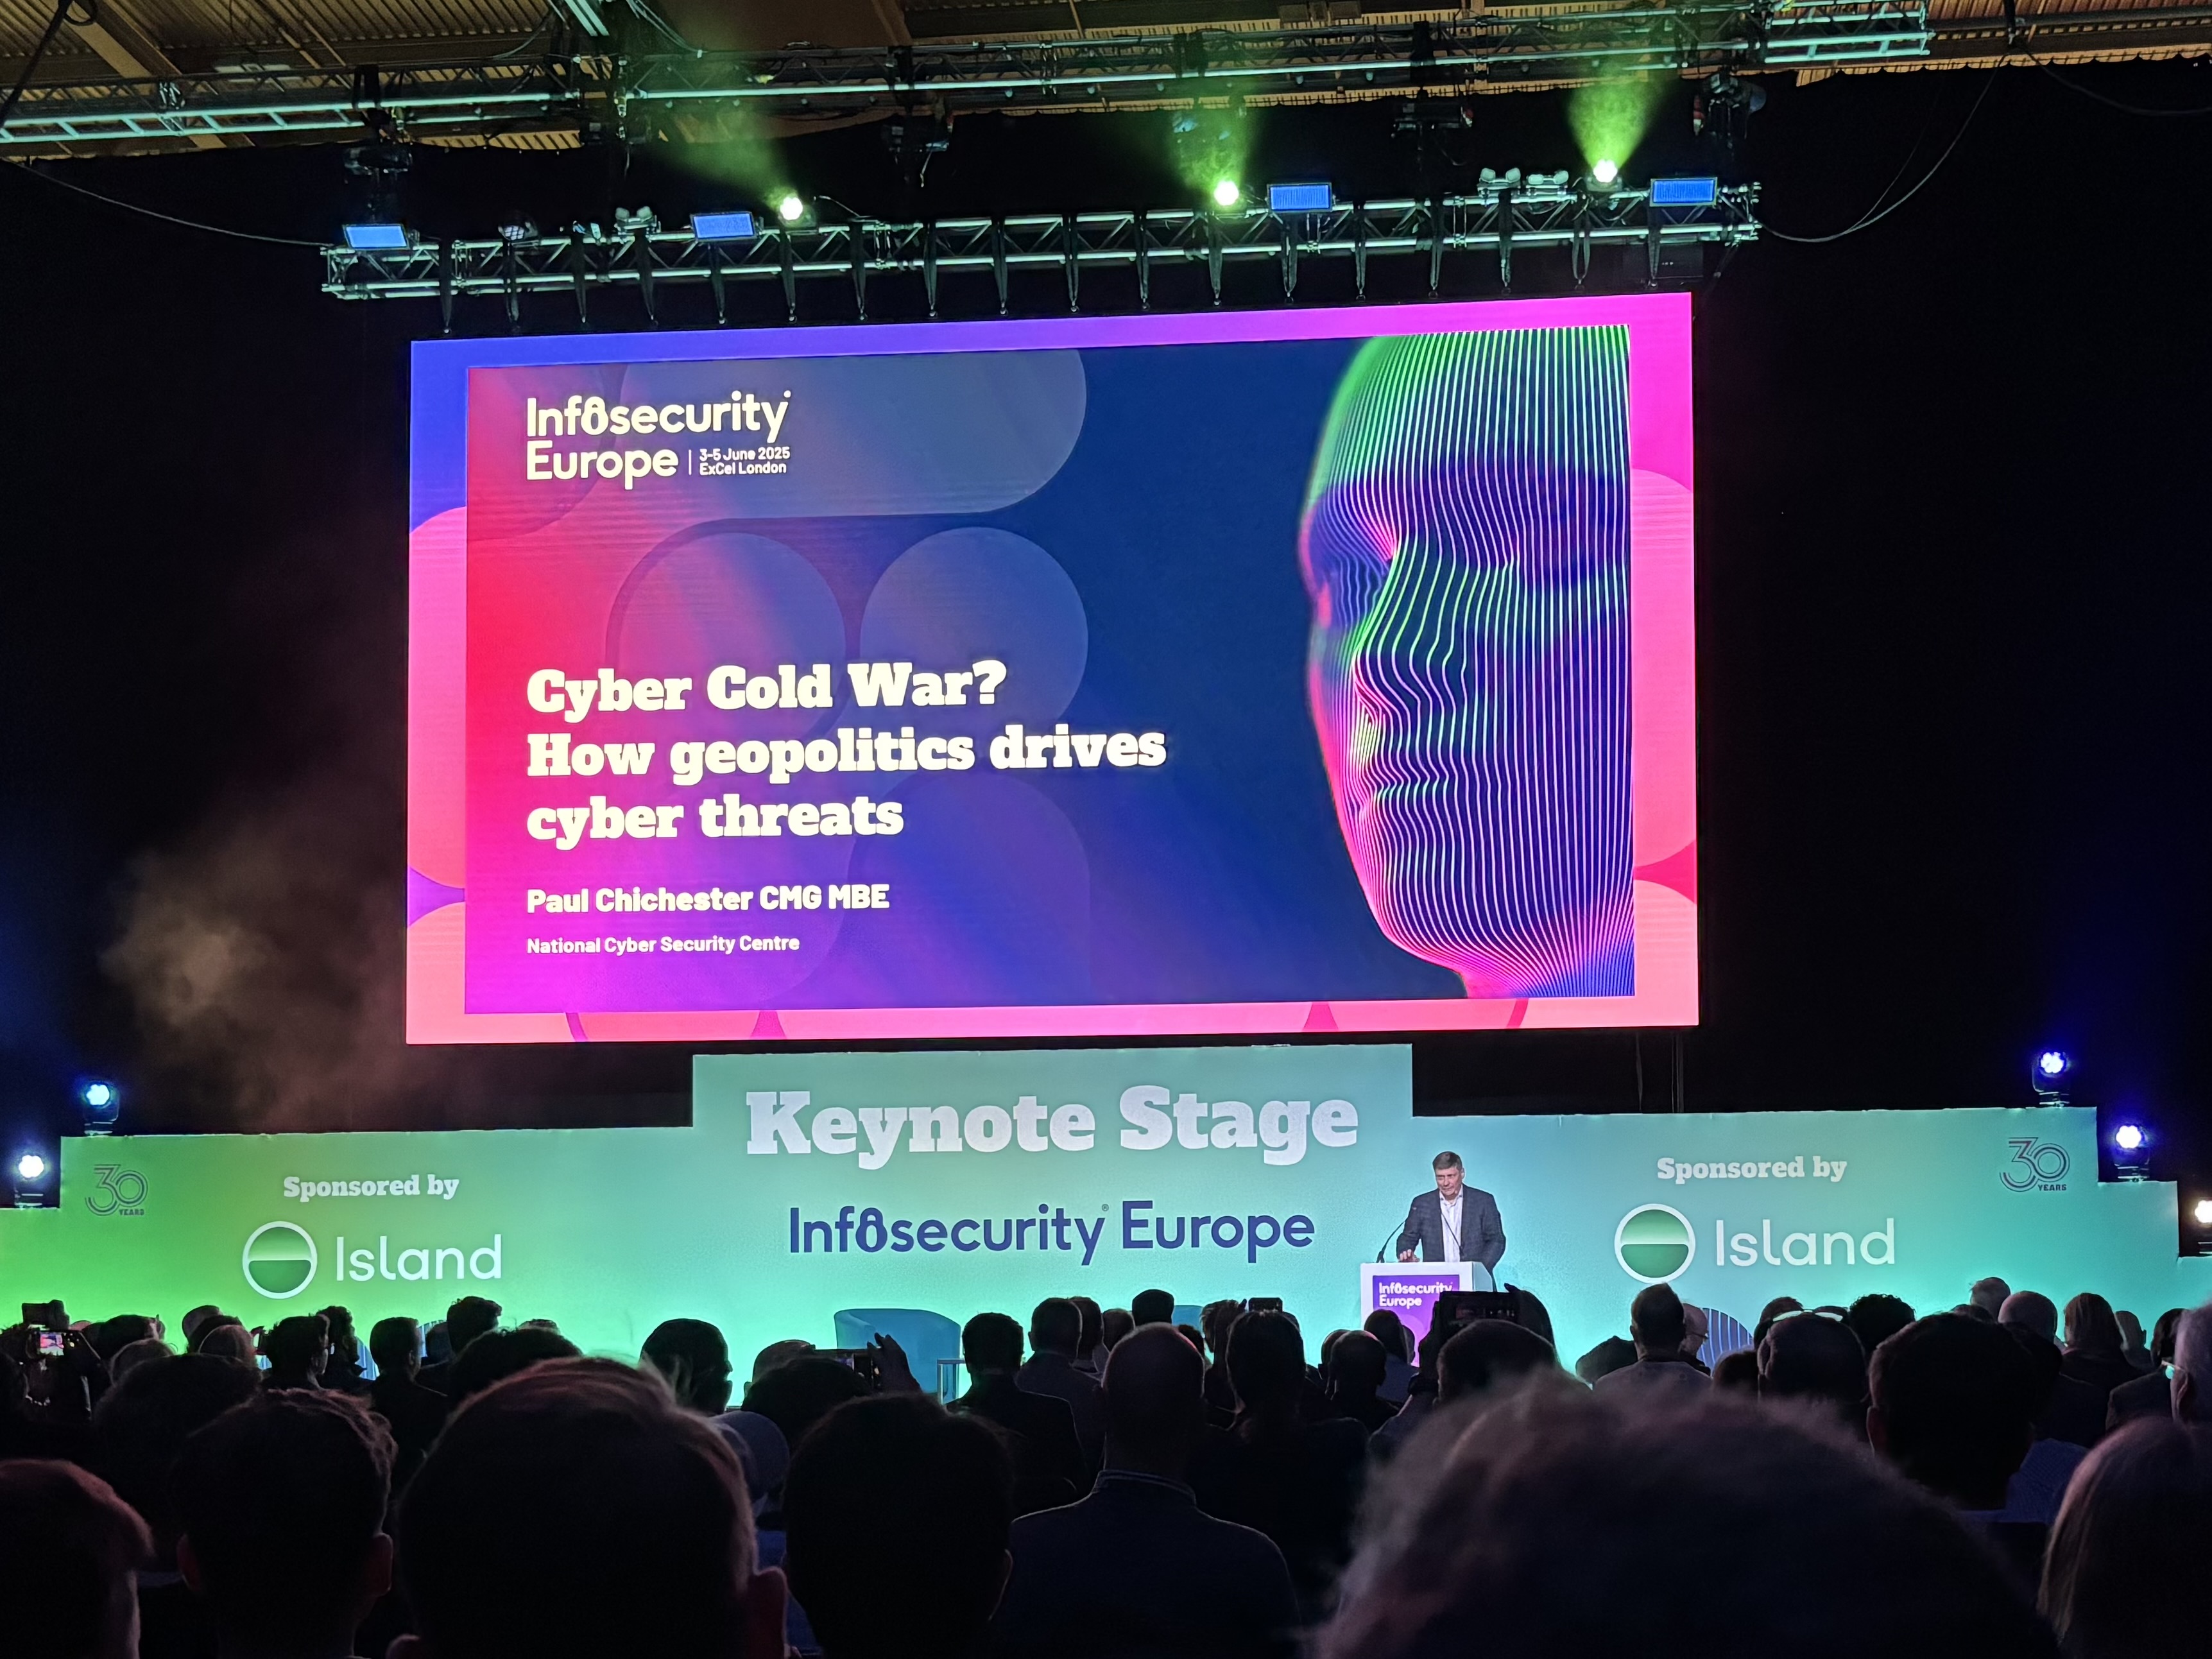 Infosecurity
Europe | 3-5 June 2025
ExCel London
Cyber Cold War?
How geopolitics drives
cyber threats
Paul Chichester CMG MBE
National Cyber Security Centre
Keynote Stage
Infosecurity® Europe
30
YEARS
Sponsored by
Island
Sponsored by
Island
30
YEARS
Infosecurity
Europe